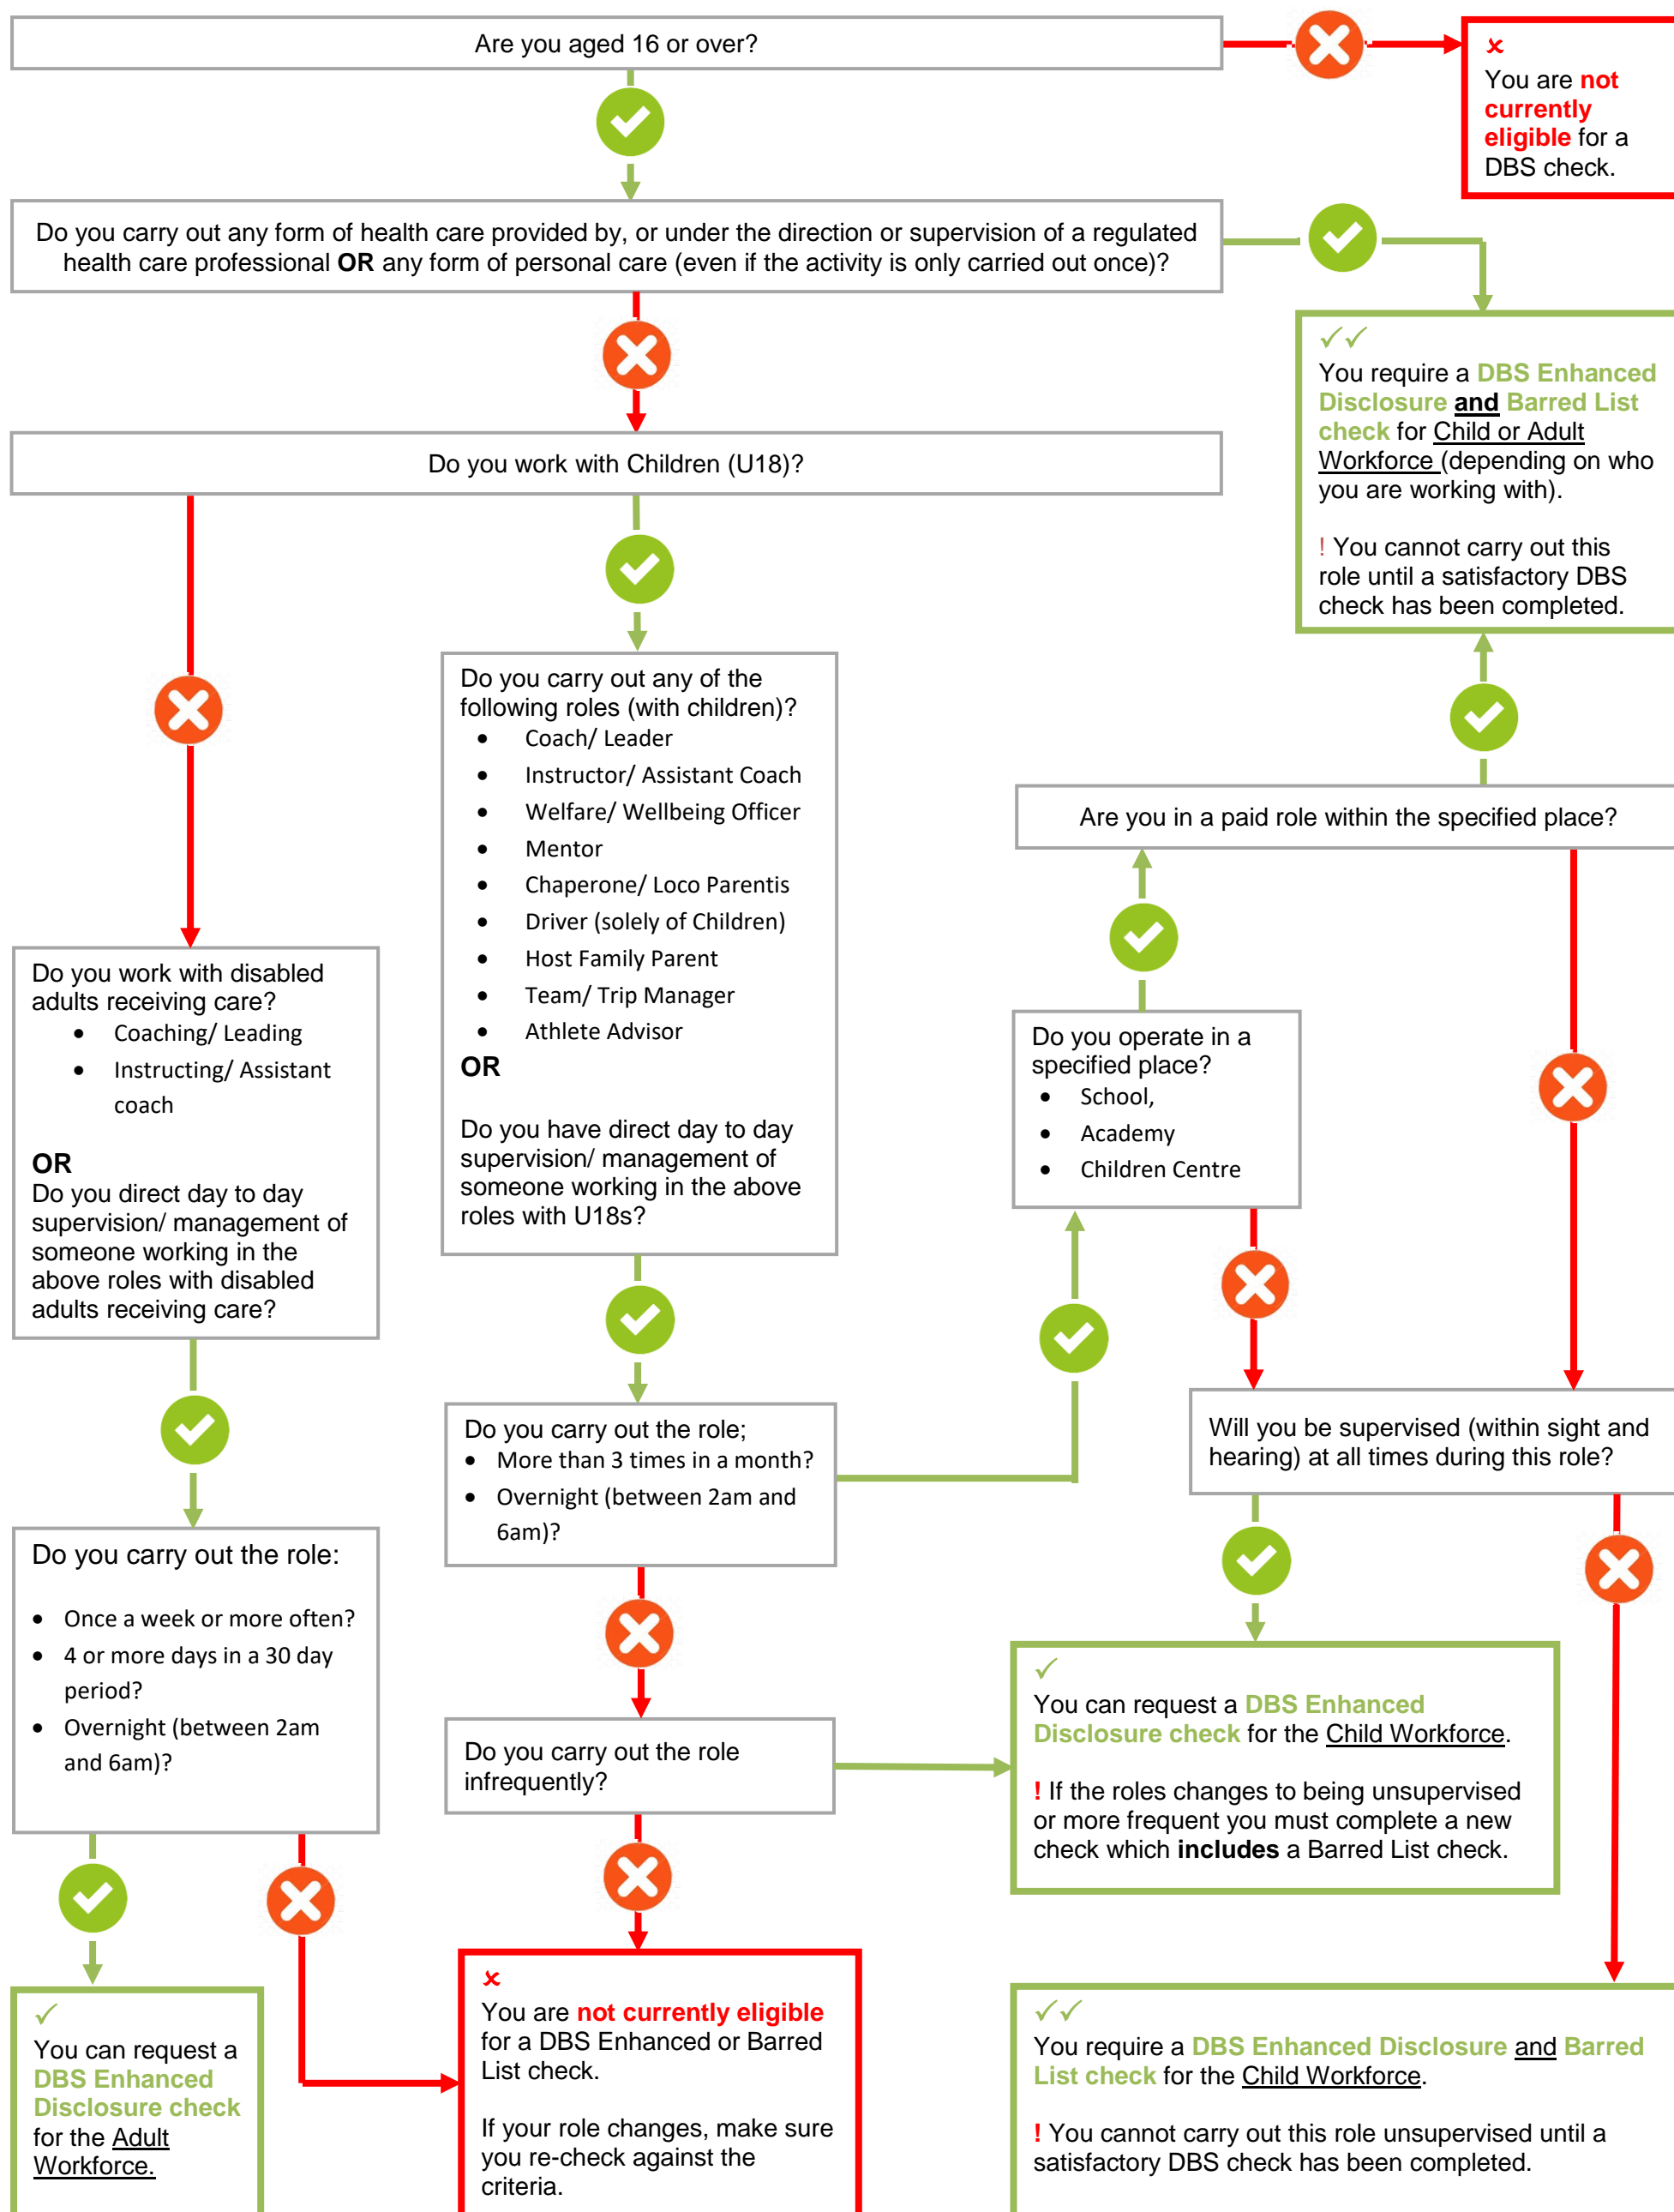 Are you aged 16 or over?
×
You are not
currently
eligible for a
DBS check.
Do you carry out any form of health care provided by, or under the direction or supervision of a regulated
health care professional OR any form of personal care (even if the activity is only carried out once)?
✓✓
You require a DBS Enhanced
Disclosure and Barred List
check for Child or Adult
Workforce (depending on who
you are working with).
! You cannot carry out this
role until a satisfactory DBS
check has been completed.
Do you work with Children (U18)?
Do you carry out any of the
following roles (with children)?
• Coach/ Leader
• Instructor/ Assistant Coach
• Welfare/ Wellbeing Officer
• Mentor
• Chaperone/ Loco Parentis
• Driver (solely of Children)
• Host Family Parent
• Team/ Trip Manager
• Athlete Advisor
OR
Do you have direct day to day
supervision/ management of
someone working in the above
roles with U18s?
Are you in a paid role within the specified place?
Do you work with disabled
adults receiving care?
• Coaching/ Leading
• Instructing/ Assistant
coach
OR
Do you direct day to day
supervision/ management of
someone working in the
above roles with disabled
adults receiving care?
Do you operate in a
specified place?
• School,
• Academy
• Children Centre
Do you carry out the role;
• More than 3 times in a month?
• Overnight (between 2am and
6am)?
Will you be supervised (within sight and
hearing) at all times during this role?
Do you carry out the role:
• Once a week or more often?
• 4 or more days in a 30 day
period?
• Overnight (between 2am
and 6am)?
Do you carry out the role
infrequently?
✓
You can request a DBS Enhanced
Disclosure check for the Child Workforce.
! If the roles changes to being unsupervised
or more frequent you must complete a new
check which includes a Barred List check.
✓
You can request a
DBS Enhanced
Disclosure check
for the Adult
Workforce.
×
You are not currently eligible
for a DBS Enhanced or Barred
List check.
If your role changes, make sure
you re-check against the
criteria.
✓✓
You require a DBS Enhanced Disclosure and Barred
List check for the Child Workforce.
! You cannot carry out this role unsupervised until a
satisfactory DBS check has been completed.